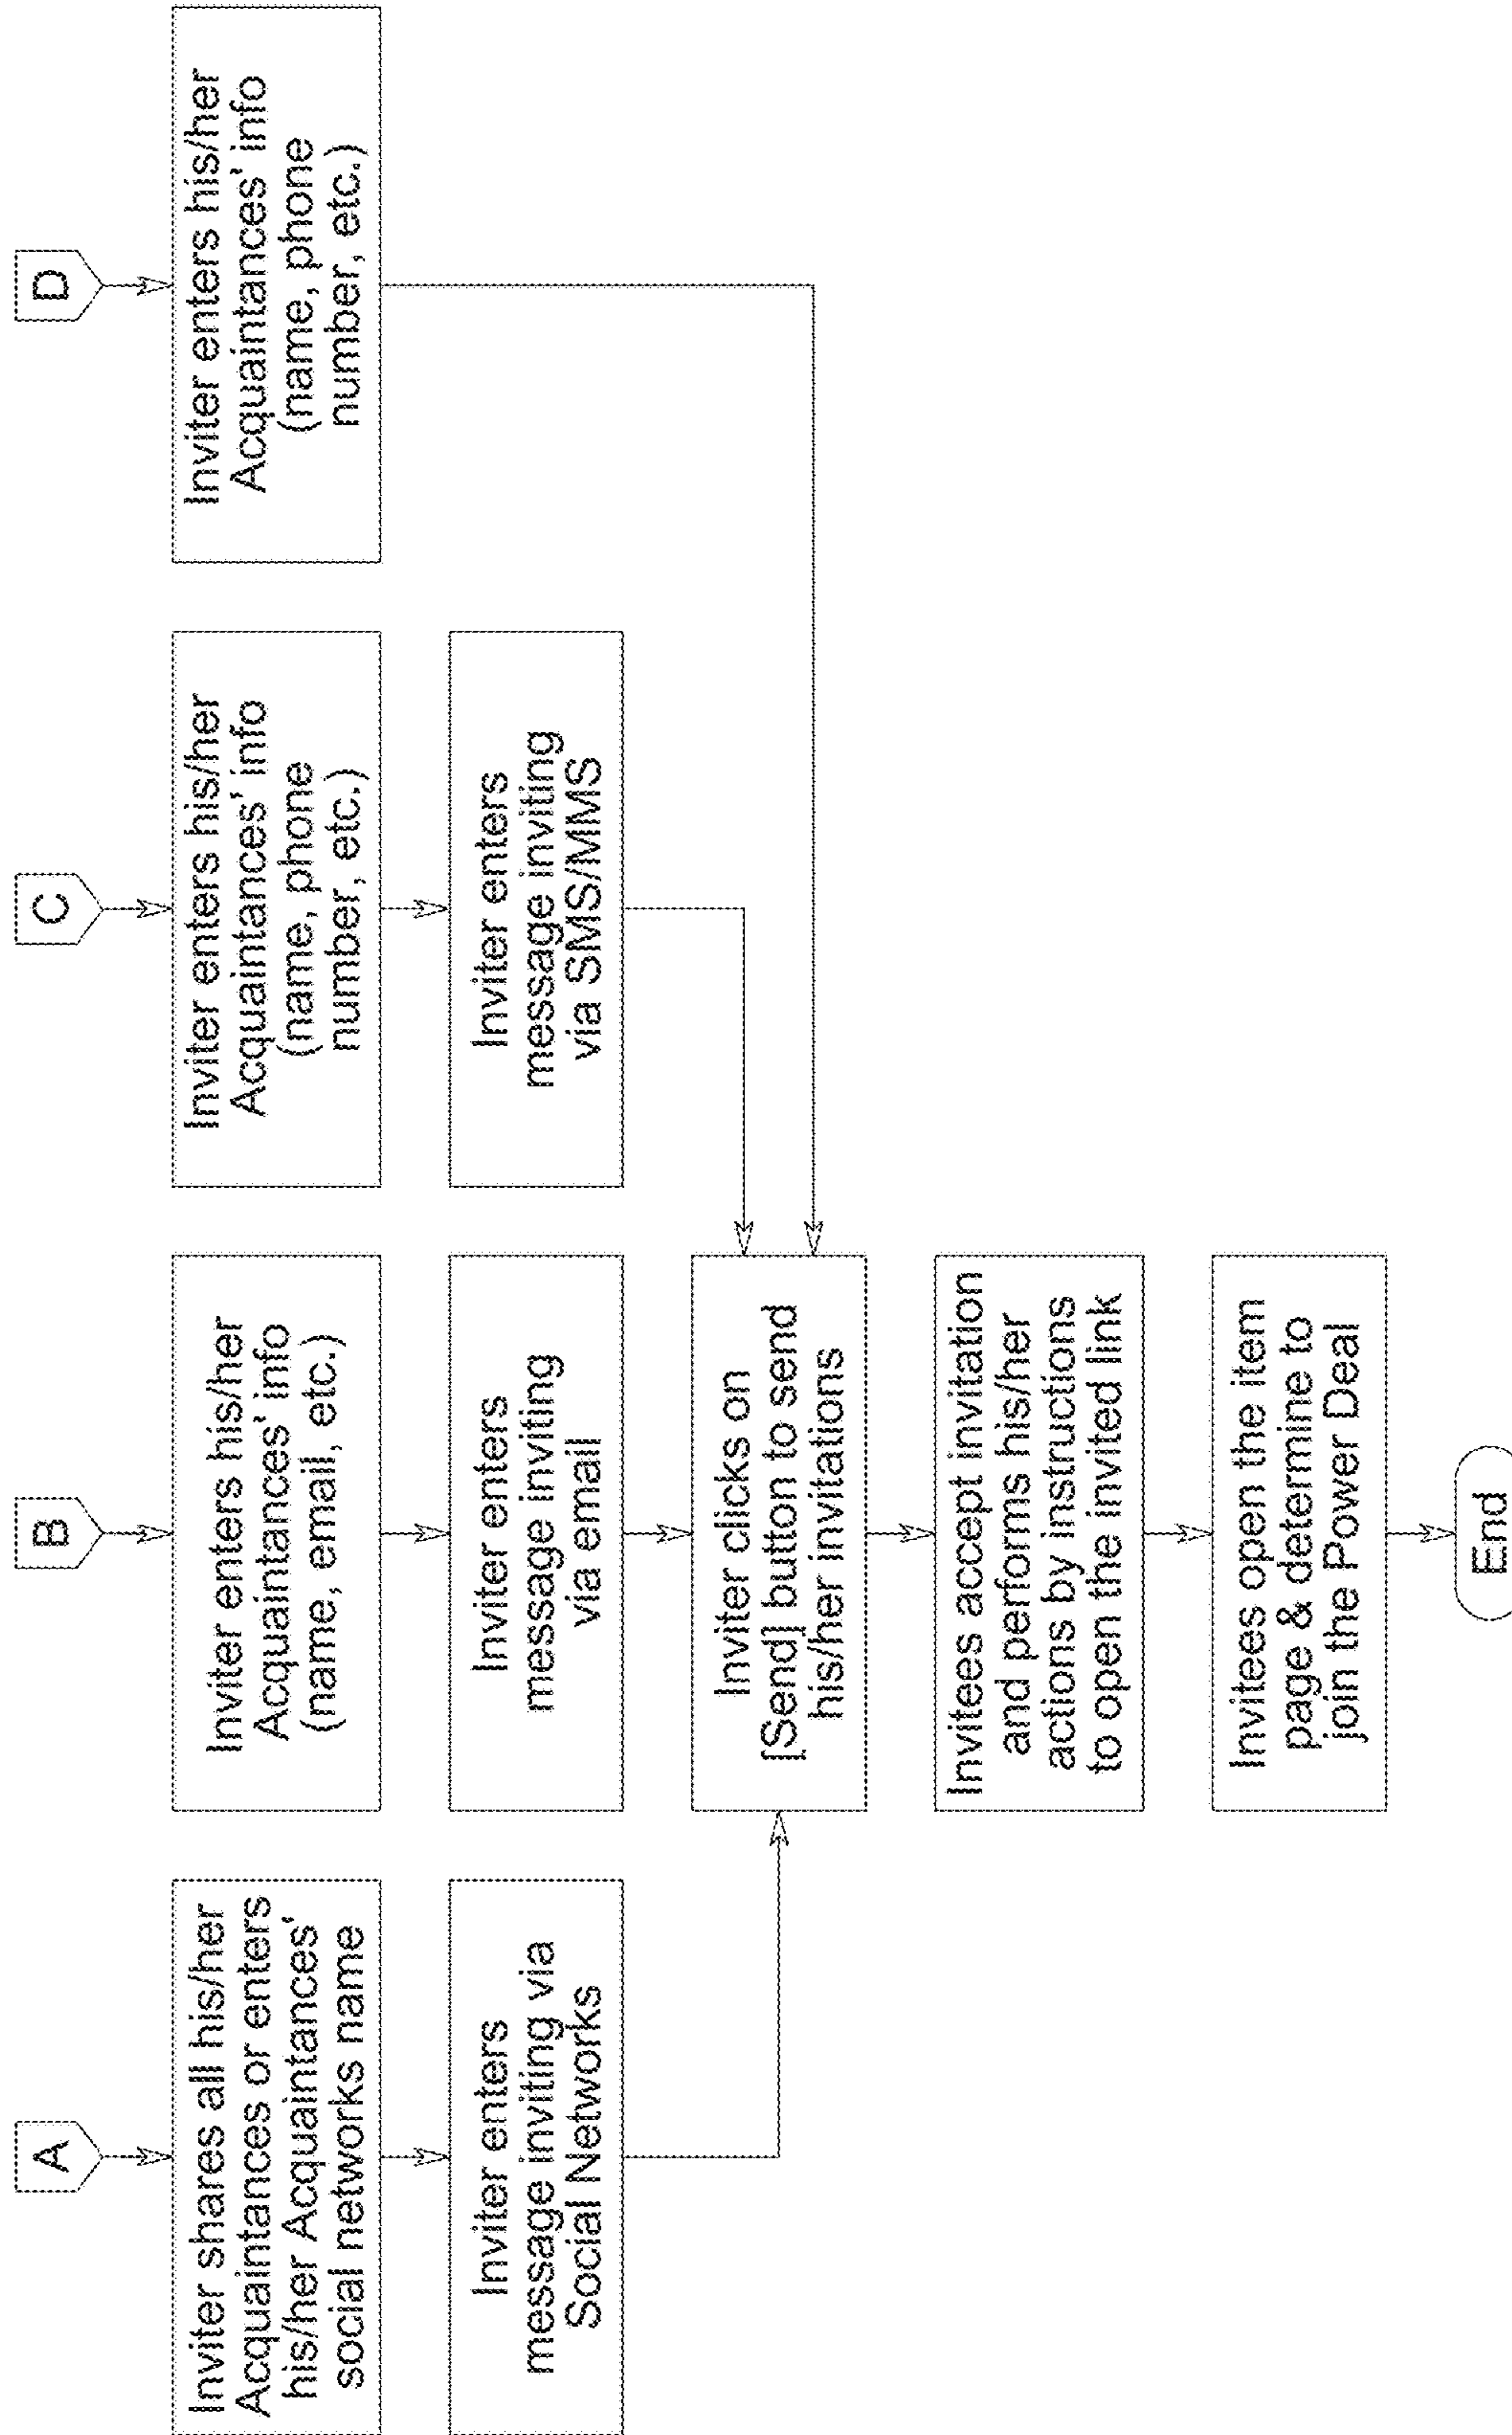 A
Inviter shares all his/her
Acquaintances or enters
his/her Acquaintances'
social networks name
Inviter enters
message inviting via
Social Networks
B
Inviter enters his/her
Acquaintances' info
(name, email, etc.)
Inviter enters
message inviting
via email
C
Inviter enters his/her
Acquaintances' info
(name, phone
number, etc.)
Inviter enters
message inviting
via SMS/MMS
D
Inviter enters his/her
Acquaintances' info
(name, phone
number, etc.)
Inviter clicks on
[Send] button to send
his/her invitations
Invitees accept invitation
and performs his/her
actions by instructions
to open the invited link
Invitees open the item
page & determine to
join the Power Deal
End